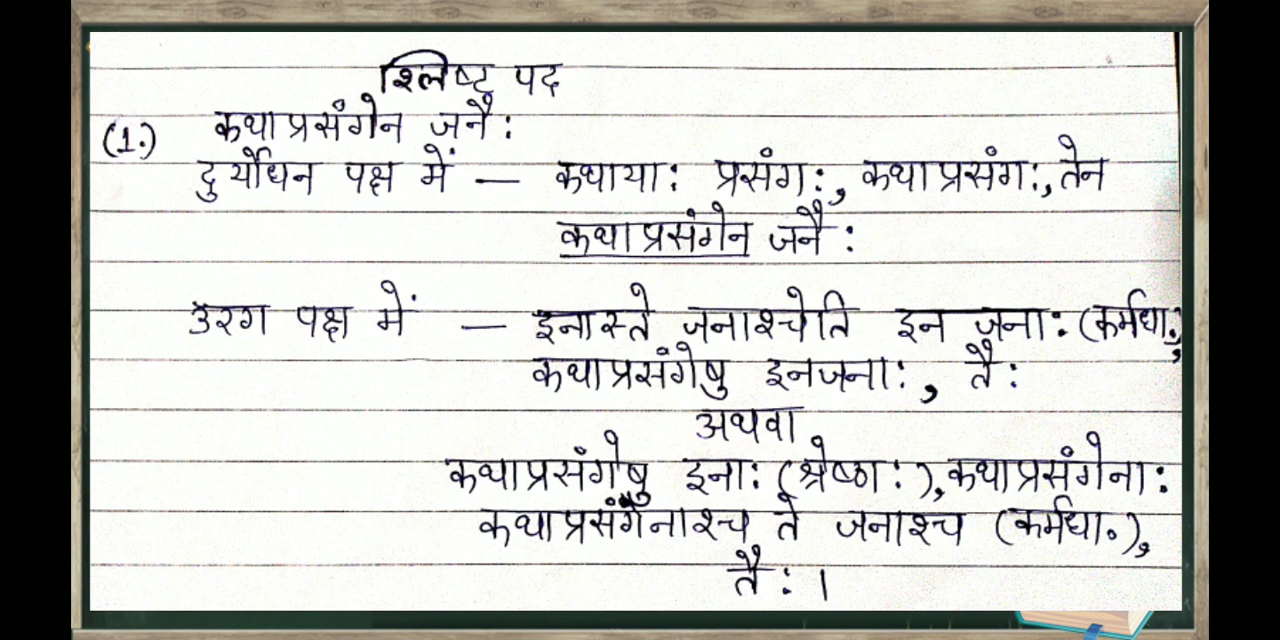 श्लिष्ट पद
(1.) कथाप्रसंगेन जनैः
दुर्योधन पक्ष में — कथायाः प्रसंगः, कथाप्रसंगः, तेन
कथाप्रसंगेन जनैः
उरग पक्ष में — इनास्ते जनाश्चेति इन जनाः (कर्मधा.,
कथाप्रसंगेषु इनजनाः, तैः
अथवा
कथाप्रसंगेषु इनाः (श्रेष्ठाः), कथाप्रसंगेनाः
कथाप्रसंगेनाश्च ते जनाश्च (कर्मधा॰),
तैः ।